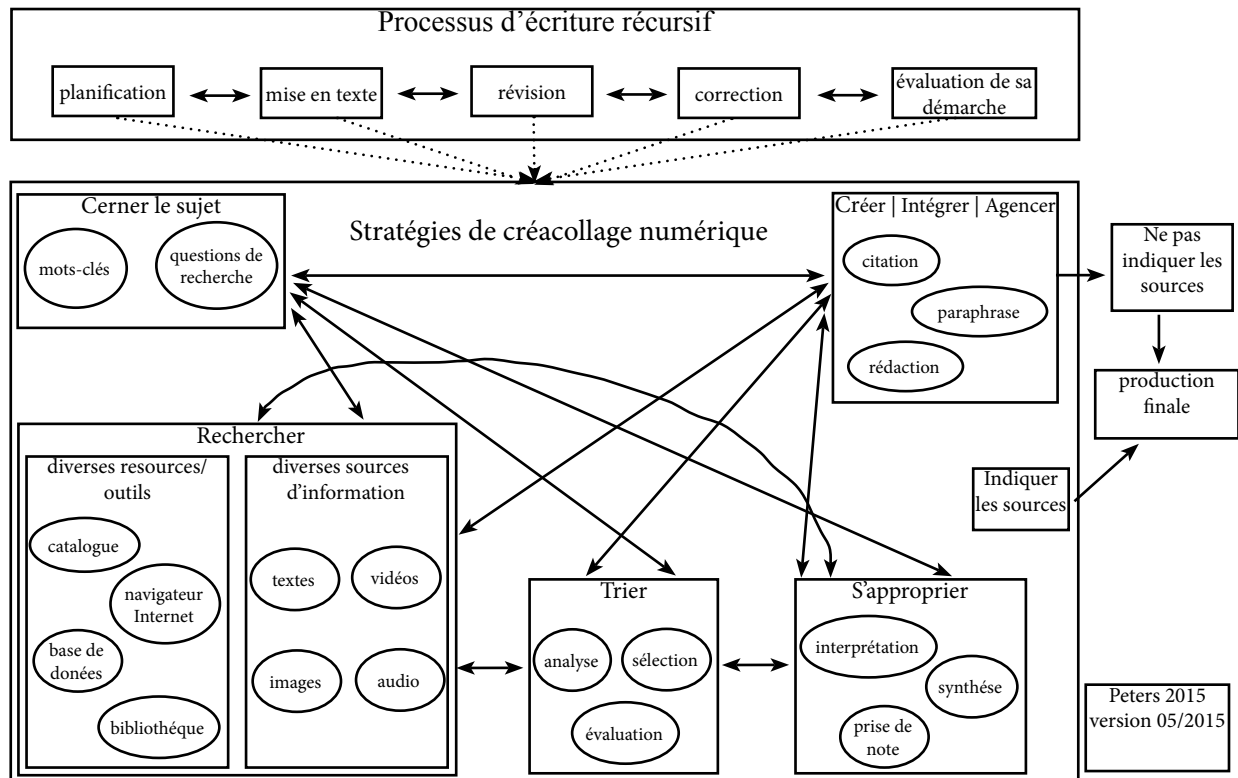 Processus d'écriture récursif
planification
mise en texte
révision
correction
évaluation de sa
démarche
Cerner le sujet
mots-clés
questions de
recherche
Stratégies de créacollage numérique
Créer | Intégrer | Agencer
citation
paraphrase
rédaction
Ne pas
indiquer les
sources
production
finale
Indiquer
les sources
Rechercher
diverses resources/
outils
catalogue
navigateur
Internet
base de
donées
bibliothéque
diverses sources
d'information
textes
vidéos
images
audio
Trier
analyse
sélection
évaluation
S'approprier
interprétation
synthése
prise de
note
Peters 2015
version 05/2015